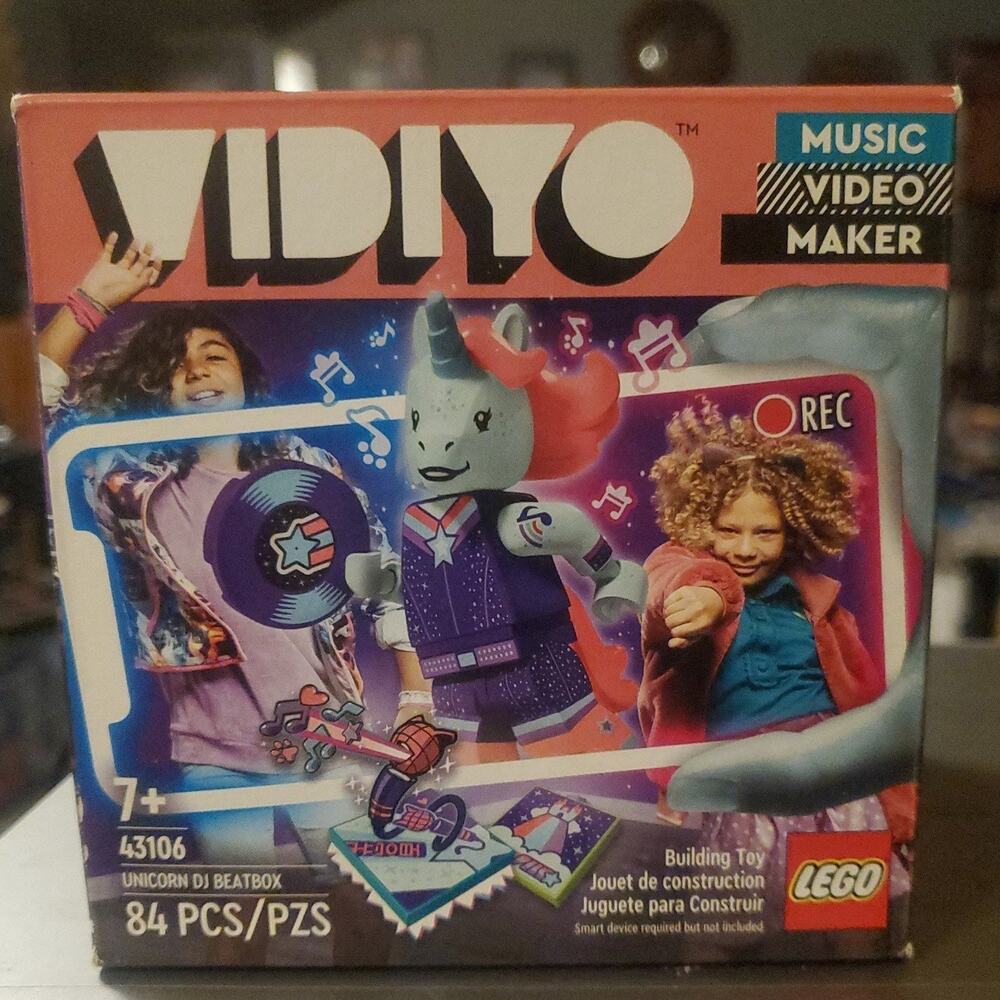 VIDIYO™
MUSIC
VIDEO
MAKER
REC
7+
43106
UNICORN DJ BEATBOX
84 PCS/PZS
Building Toy
Jouet de construction
Juguete para Construir
Smart device required but not included
LEGO